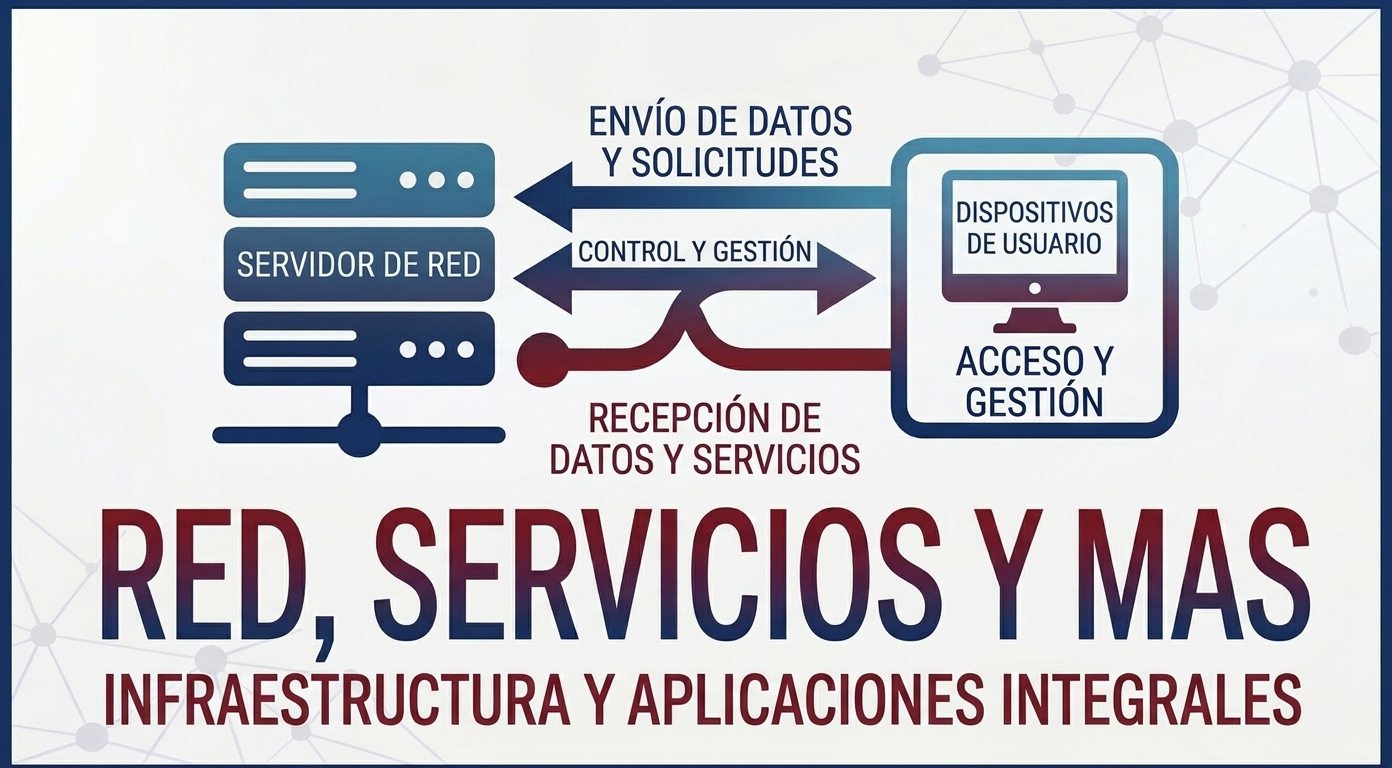 ENVÍO DE DATOS
Y SOLICITUDES
SERVIDOR DE RED
CONTROL Y GESTIÓN
DISPOSITIVOS
DE USUARIO
ACCESO Y
GESTIÓN
RECEPCIÓN DE
DATOS Y SERVICIOS
RED, SERVICIOS Y MAS
INFRAESTRUCTURA Y APLICACIONES INTEGRALES